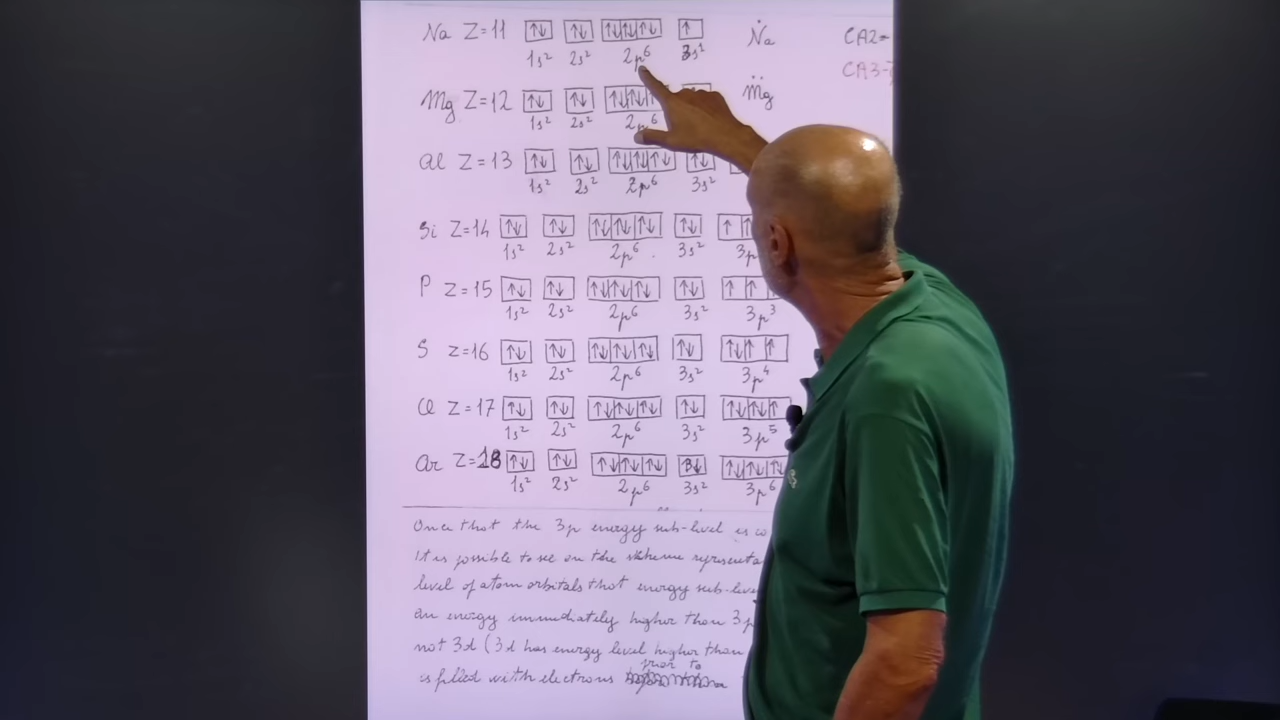 Na Z=11 ↑↓ ↑↓ ↑↓↑↓↑↓ ↑ Ṅa CA2-
1s² 2s² 2p⁶ 3s¹ CA3-
Mg Z=12 ↑↓ ↑↓ ↑↓↑↓↑ M̈g
1s² 2s² 2p⁶
Al Z=13 ↑↓ ↑↓ ↑↓↑↓↑↓ ↑↓
1s² 2s² 2p⁶ 3s²
Si Z=14 ↑↓ ↑↓ ↑↓↑↓↑↓ ↑↓ ↑ ↑
1s² 2s² 2p⁶ 3s² 3p
P Z=15 ↑↓ ↑↓ ↑↓↑↓↑↓ ↑↓ ↑ ↑
1s² 2s² 2p⁶ 3s² 3p³
S Z=16 ↑↓ ↑↓ ↑↓↑↓↑↓ ↑↓ ↑↓ ↑ ↑
1s² 2s² 2p⁶ 3s² 3p⁴
Cl Z=17 ↑↓ ↑↓ ↑↓↑↓↑↓ ↑↓ ↑↓↑↓↑
1s² 2s² 2p⁶ 3s² 3p⁵
Ar Z=18 ↑↓ ↑↓ ↑↓↑↓↑↓ ↑↓ ↑↓↑↓↑↓
1s² 2s² 2p⁶ 3s² 3p⁶
Once that the 3p energy sub-level is co
It is possible to see on the scheme representa
level of atom orbitals that energy sub-leve
an energy immediately higher than 3p
not 3d (3d has energy level higher than
prior to
is filled with electrons